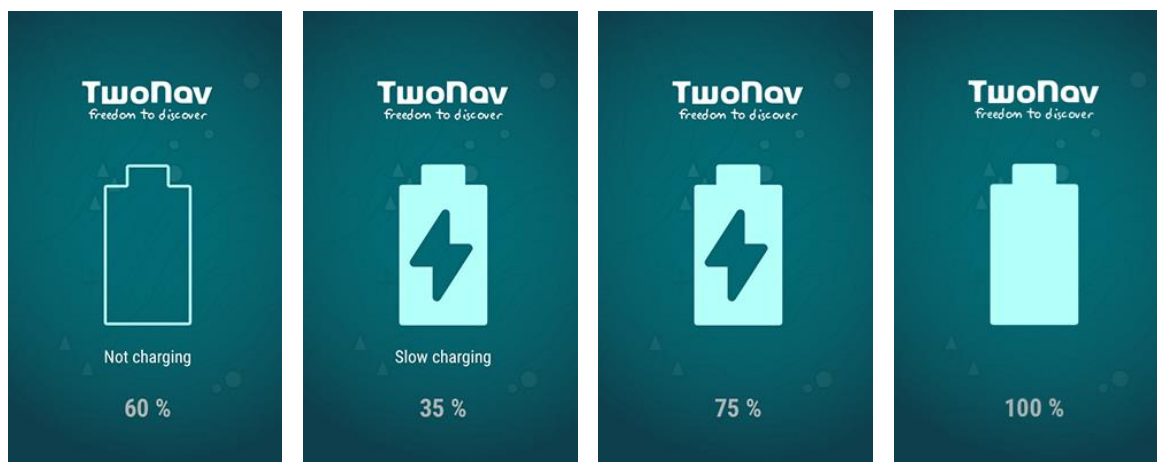 TwoNav
freedom to discover
Not charging
60 %
TwoNav
freedom to discover
Slow charging
35 %
TwoNav
freedom to discover
75 %
TwoNav
freedom to discover
100 %